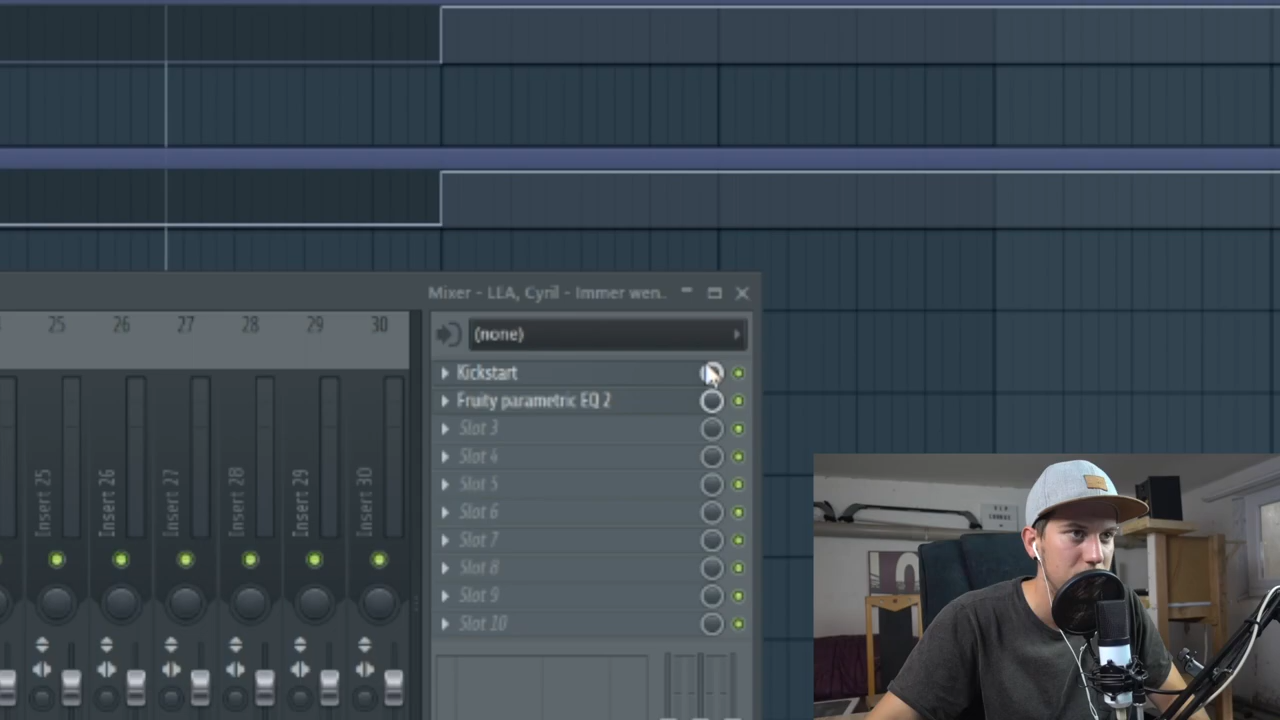 Mixer - LEA, Cyril - Immer wen..
25 26 27 28 29 30
(none)
Kickstart
Fruity parametric EQ 2
Slot 3
Slot 4
Slot 5
Slot 6
Slot 7
Slot 8
Slot 9
Slot 10
Insert 25
Insert 26
Insert 27
Insert 28
Insert 29
Insert 30